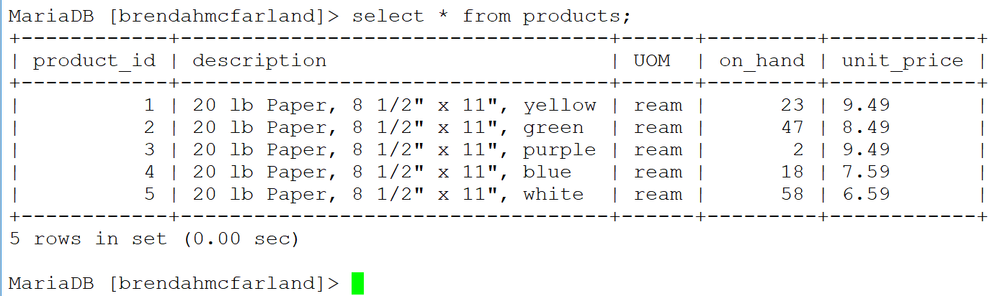 MariaDB [brendahmcfarland]> select * from products;
+------------+-----------------------------------+------+---------+------------+
| product_id | description                       | UOM  | on_hand | unit_price |
+------------+-----------------------------------+------+---------+------------+
|          1 | 20 lb Paper, 8 1/2" x 11", yellow | ream |      23 | 9.49       |
|          2 | 20 lb Paper, 8 1/2" x 11", green  | ream |      47 | 8.49       |
|          3 | 20 lb Paper, 8 1/2" x 11", purple | ream |       2 | 9.49       |
|          4 | 20 lb Paper, 8 1/2" x 11", blue   | ream |      18 | 7.59       |
|          5 | 20 lb Paper, 8 1/2" x 11", white  | ream |      58 | 6.59       |
+------------+-----------------------------------+------+---------+------------+
5 rows in set (0.00 sec)
MariaDB [brendahmcfarland]>